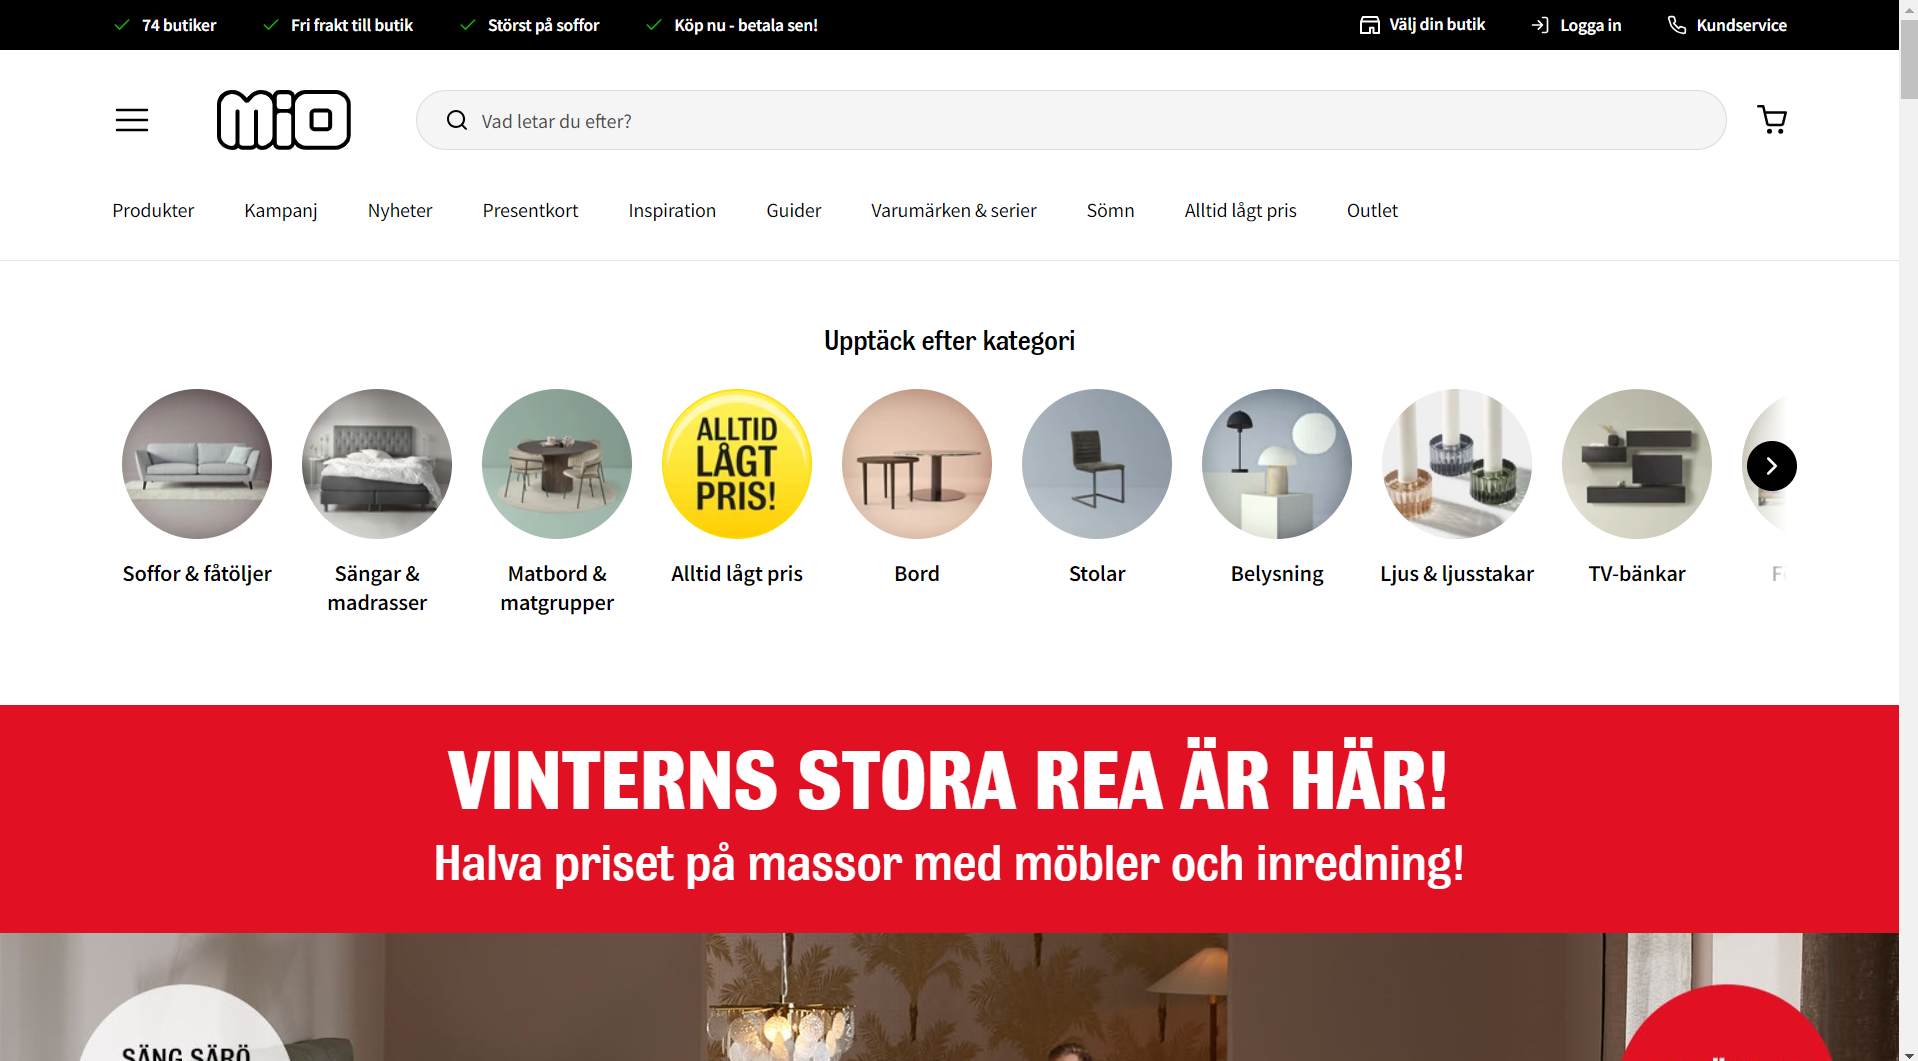 74 butiker
Fri frakt till butik
Störst på soffor
Köp nu - betala sen!
Välj din butik
Logga in
Kundservice
mio
Vad letar du efter?
Produkter
Kampanj
Nyheter
Presentkort
Inspiration
Guider
Varumärken & serier
Sömn
Alltid lågt pris
Outlet
Upptäck efter kategori
ALLTID
LÅGT
PRIS!
Soffor & fåtöljer
Sängar &
madrasser
Matbord &
matgrupper
Alltid lågt pris
Bord
Stolar
Belysning
Ljus & ljusstakar
TV-bänkar
VINTERNS STORA REA ÄR HÄR!
Halva priset på massor med möbler och inredning!
SÄNG SÄRÖ